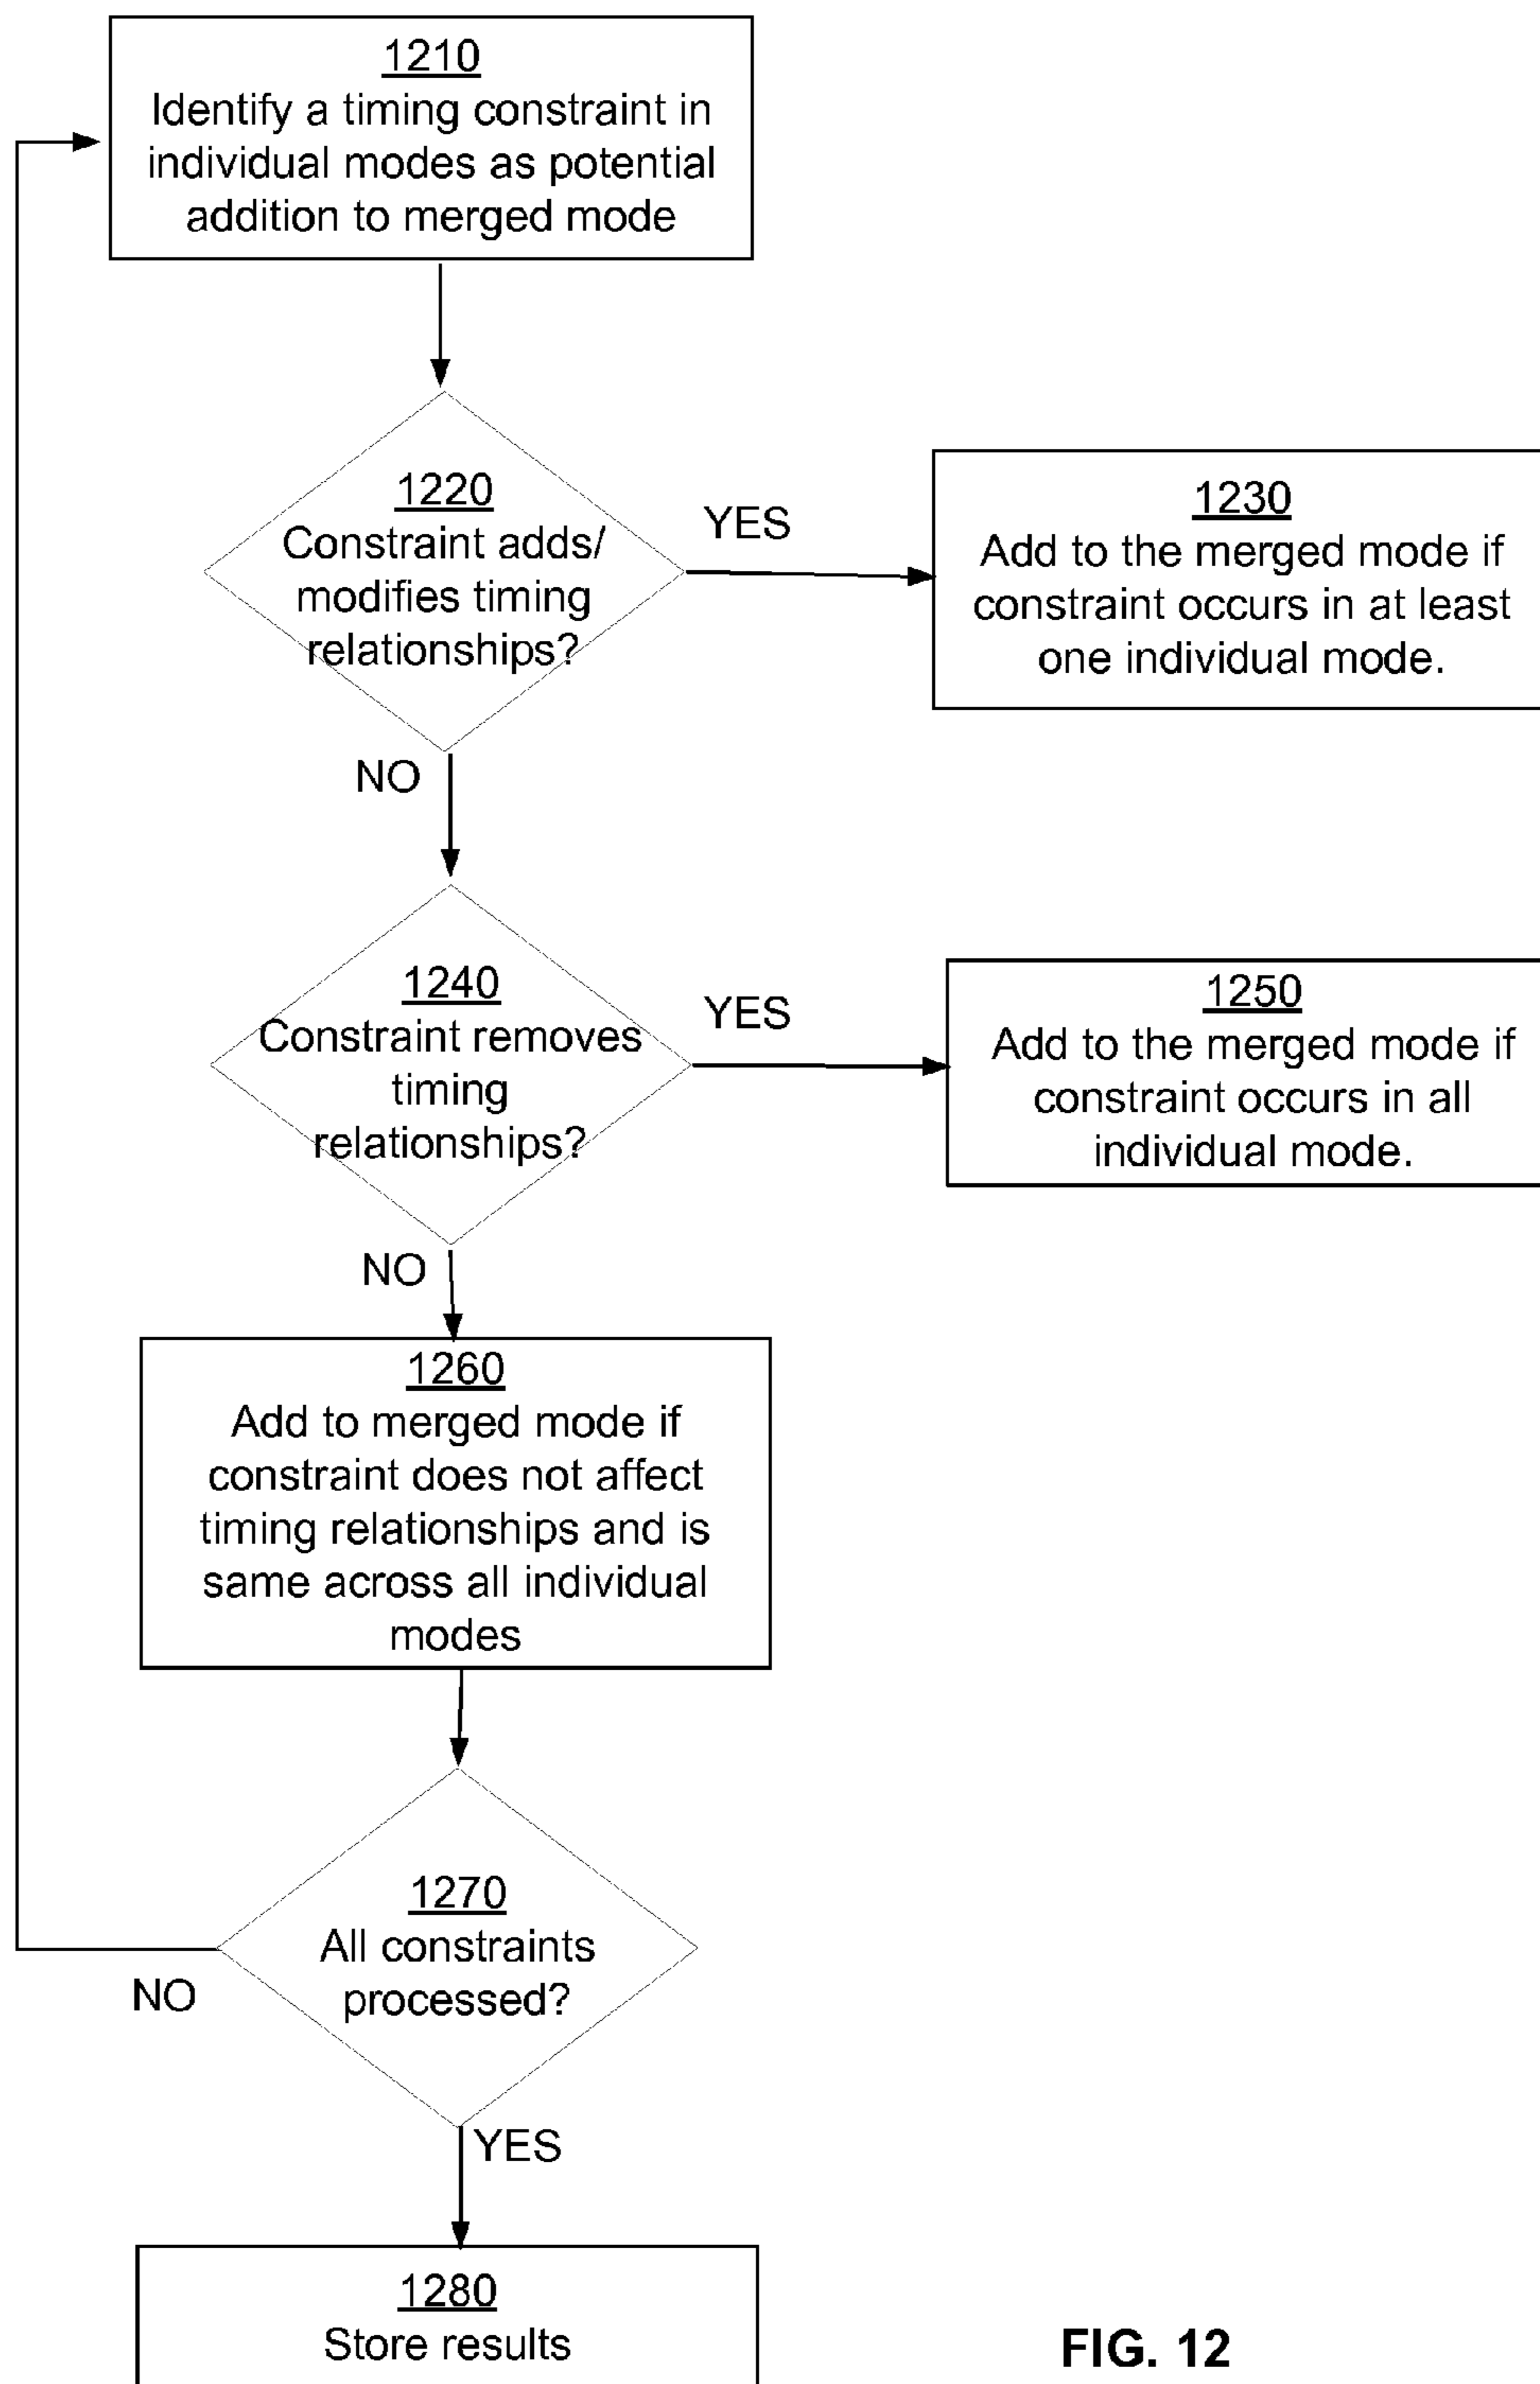 1210
Identify a timing constraint in
individual modes as potential
addition to merged mode
1220
Constraint adds/
modifies timing
relationships?
YES
1230
Add to the merged mode if
constraint occurs in at least
one individual mode.
NO
1240
Constraint removes
timing
relationships?
YES
1250
Add to the merged mode if
constraint occurs in all
individual mode.
NO
1260
Add to merged mode if
constraint does not affect
timing relationships and is
same across all individual
modes
1270
All constraints
processed?
NO
YES
1280
Store results
FIG. 12